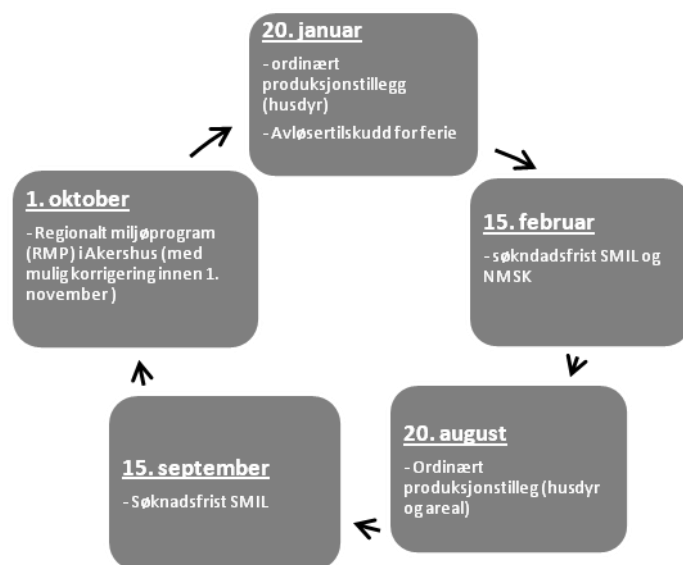 20. januar
- ordinært
produksjonstillegg
(husdyr)
- Avløsertilskudd for ferie
15. februar
- søkndadsfrist SMIL og
NMSK
20. august
- Ordinært
produksjonstilleg (husdyr
og areal)
15. september
- Søknadsfrist SMIL
1. oktober
- Regionalt miljøprogram
(RMP) i Akershus (med
mulig korrigering innen 1.
november )